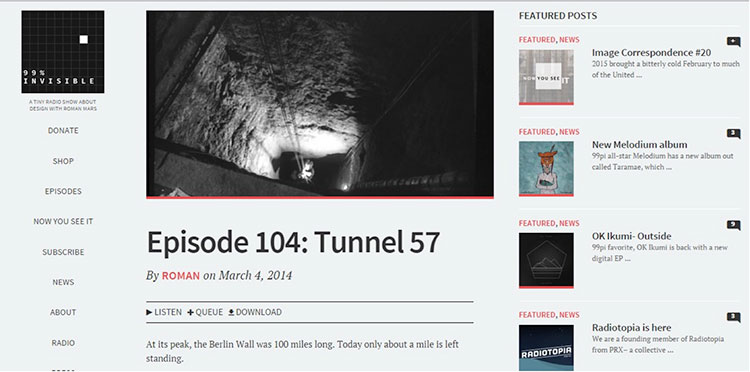 99%
INVISIBLE
A TINY RADIO SHOW ABOUT
DESIGN WITH ROMAN MARS
DONATE
SHOP
EPISODES
NOW YOU SEE IT
SUBSCRIBE
NEWS
ABOUT
RADIO
Episode 104: Tunnel 57
By ROMAN on March 4, 2014
LISTEN QUEUE DOWNLOAD
At its peak, the Berlin Wall was 100 miles long. Today only about a mile is left
standing.
FEATURED POSTS
FEATURED, NEWS
NOW YOU SEE IT
Image Correspondence #20
2015 brought a bitterly cold February to much
of the United ...
FEATURED, NEWS
3
New Melodium album
99pi all-star Melodium has a new album out
called Taramae, which ...
FEATURED, NEWS
9
OK Ikumi- Outside
99pi favorite, OK Ikumi is back with a new
digital EP ...
FEATURED, NEWS
3
RADIOTOPIA
Radiotopia is here
We are a founding member of Radiotopia
from PRX– a collective ...